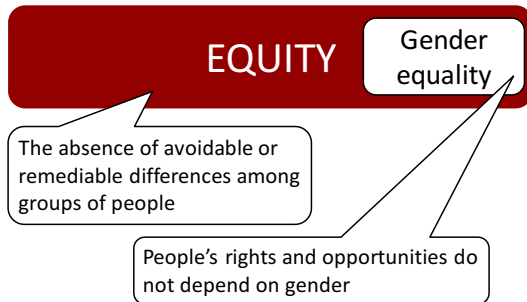 EQUITY
Gender
equality
The absence of avoidable or
remediable differences among
groups of people
People’s rights and opportunities do
not depend on gender